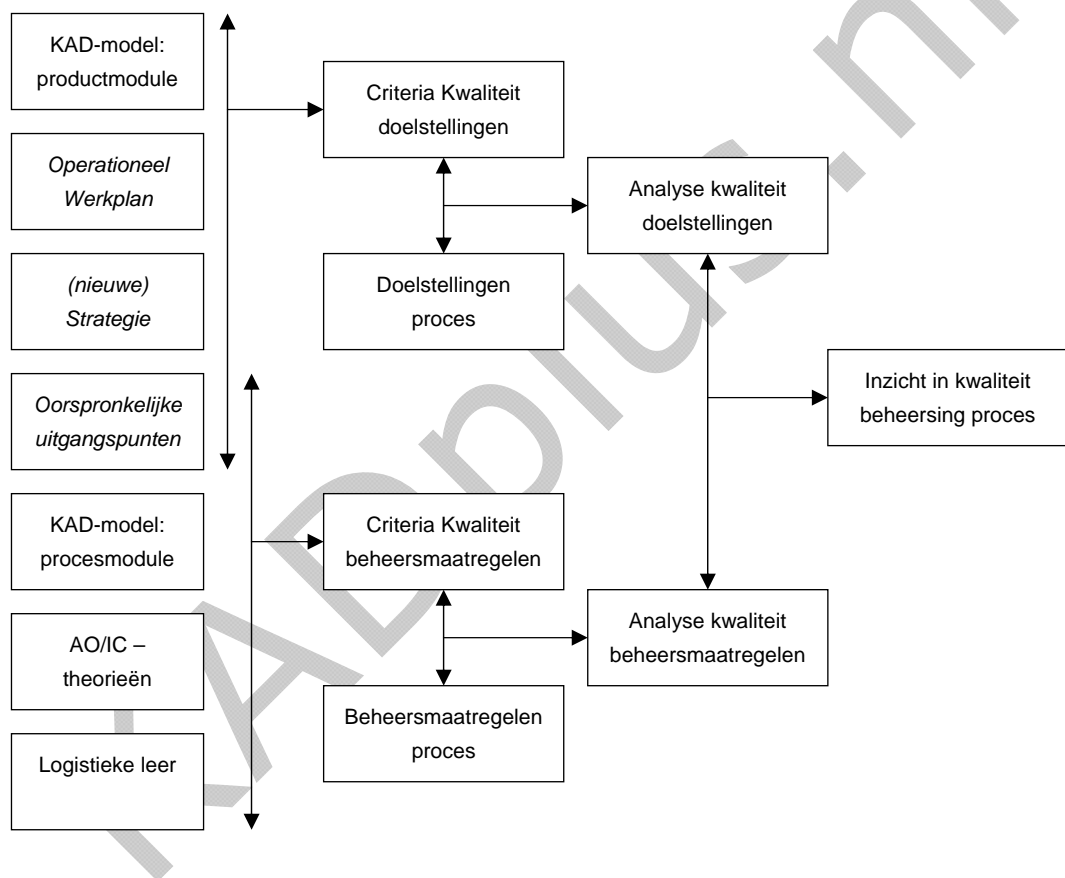 KAD-model:
productmodule
Operationeel
Werkplan
(nieuwe)
Strategie
Oorspronkelijke
uitgangspunten
KAD-model:
procesmodule
AO/IC –
theorieën
Logistieke leer
Criteria Kwaliteit
doelstellingen
Doelstellingen
proces
Criteria Kwaliteit
beheersmaatregelen
Beheersmaatregelen
proces
Analyse kwaliteit
doelstellingen
Analyse kwaliteit
beheersmaatregelen
Inzicht in kwaliteit
beheersing proces
KADplus.n